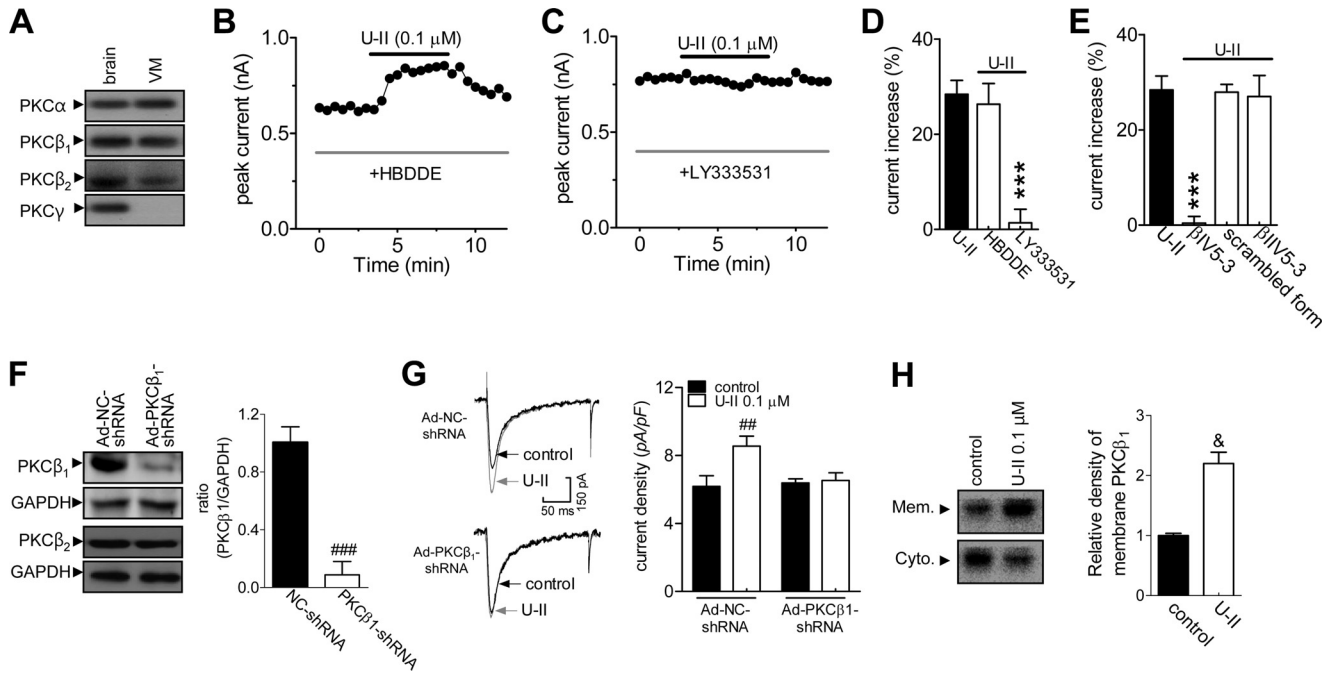 A
brain
VM
PKCα
PKCβ1
PKCβ2
PKCγ
B
peak current (nA)
1.0
0.5
0.0
U-II (0.1 μM)
+HBDDE
0 5 10
Time (min)
C
peak current (nA)
1.0
0.5
0.0
U-II (0.1 μM)
+LY333531
0 5 10
Time (min)
D
current increase (%)
40
20
0
U-II
***
U-II
HBDDE
LY333531
E
current increase (%)
40
20
0
U-II
***
U-II
βIV5-3
scrambled form
βIIV5-3
F
Ad-NC-
shRNA
Ad-PKCβ1-
shRNA
PKCβ1
GAPDH
PKCβ2
GAPDH
ratio
(PKCβ1/GAPDH)
1.2
0.8
0.4
0.0
###
NC-shRNA
PKCβ1-shRNA
G
Ad-NC-
shRNA
control
U-II
50 ms
150 pA
Ad-PKCβ1-
shRNA
control
U-II
current density (pA/pF)
12
8
4
0
control
U-II 0.1 μM
##
Ad-NC-
shRNA
Ad-PKCβ1-
shRNA
H
control
U-II 0.1 μM
Mem.
Cyto.
Relative density of
membrane PKCβ1
3
2
1
0
&
control
U-II